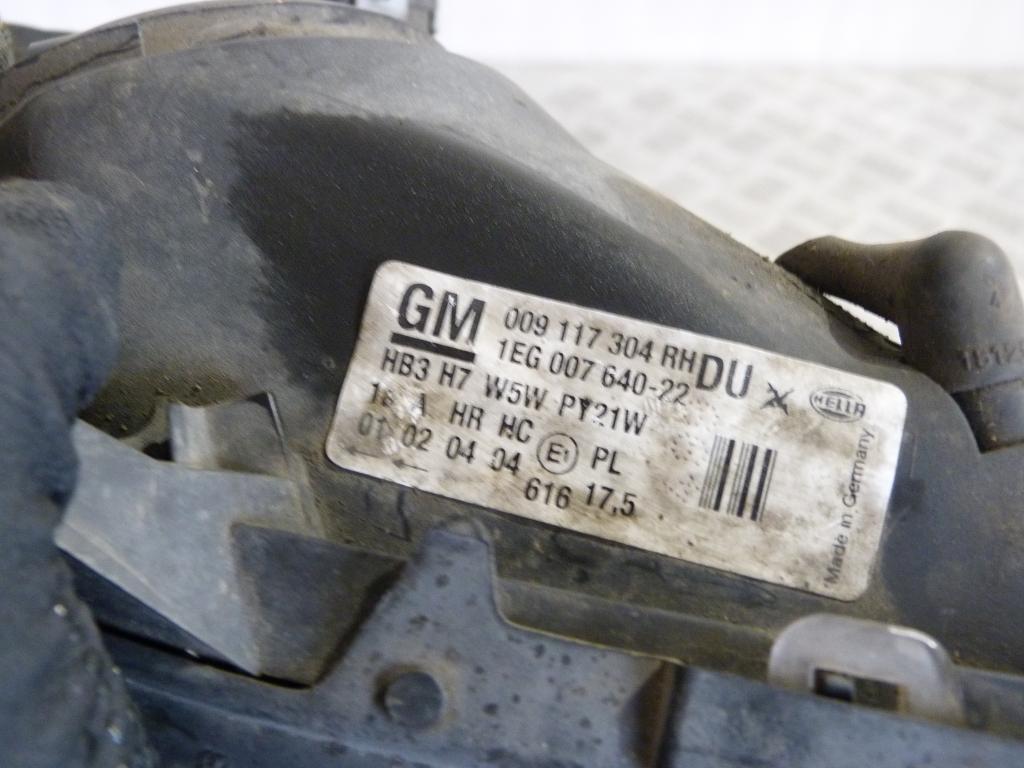 GM 009 117 304 RH DU
1EG 007 640-22
HELLA
HB3 H7 W5W PY21W
A HR HC
01 02 04 04 E1 PL
616 17,5
Made in Germany
4